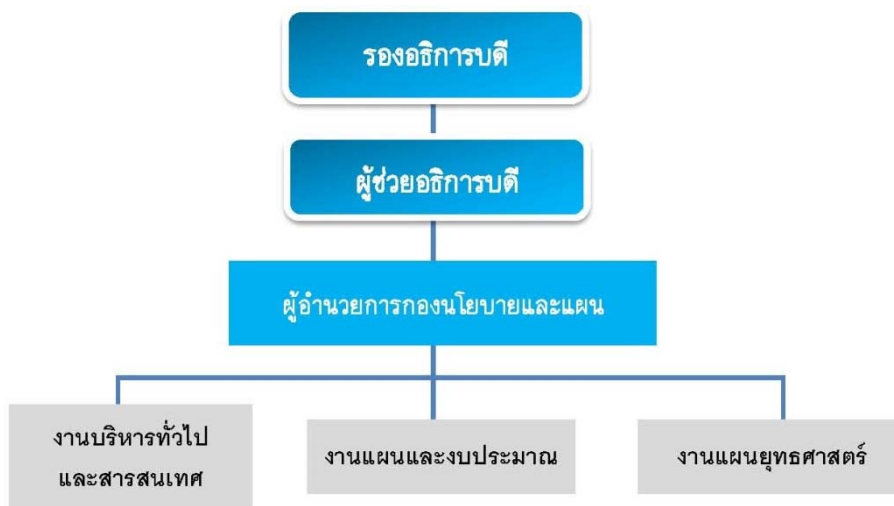 รองอธิการบดี
ผู้ช่วยอธิการบดี
ผู้อำนวยการกองนโยบายและแผน
งานบริหารทั่วไป
และสารสนเทศ
งานแผนและงบประมาณ
งานแผนยุทธศาสตร์